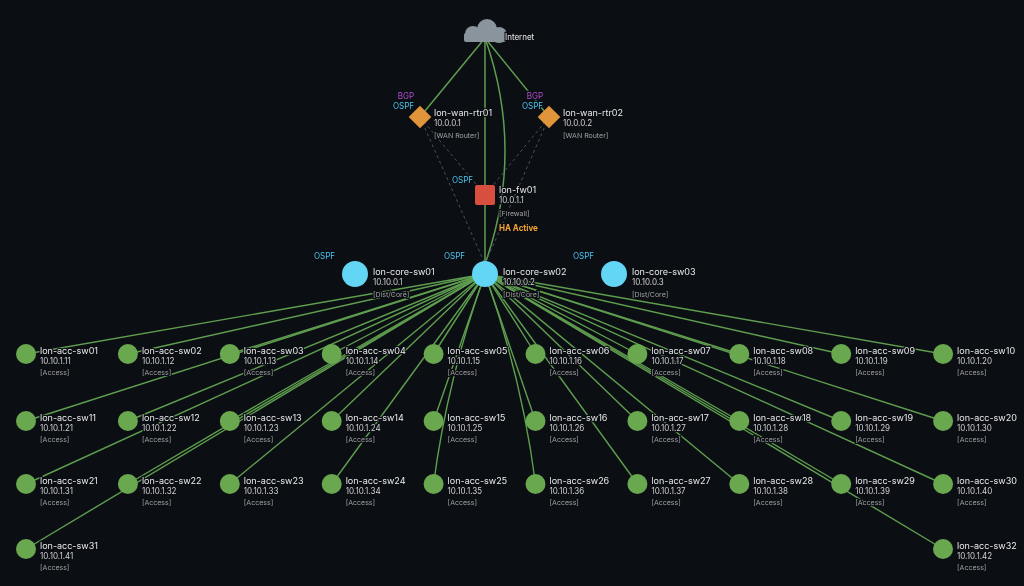 Internet
BGP
OSPF
lon-wan-rtr01
10.0.0.1
[WAN Router]
BGP
OSPF
lon-wan-rtr02
10.0.0.2
[WAN Router]
OSPF
lon-fw01
10.0.1.1
[Firewall]
HA Active
OSPF
lon-core-sw01
10.10.0.1
[Dist/Core]
OSPF
lon-core-sw02
10.10.0.2
[Dist/Core]
OSPF
lon-core-sw03
10.10.0.3
[Dist/Core]
lon-acc-sw01
10.10.1.11
[Access]
lon-acc-sw02
10.10.1.12
[Access]
lon-acc-sw03
10.10.1.13
[Access]
lon-acc-sw04
10.10.1.14
[Access]
lon-acc-sw05
10.10.1.15
[Access]
lon-acc-sw06
10.10.1.16
[Access]
lon-acc-sw07
10.10.1.17
[Access]
lon-acc-sw08
10.10.1.18
[Access]
lon-acc-sw09
10.10.1.19
[Access]
lon-acc-sw10
10.10.1.20
[Access]
lon-acc-sw11
10.10.1.21
[Access]
lon-acc-sw12
10.10.1.22
[Access]
lon-acc-sw13
10.10.1.23
[Access]
lon-acc-sw14
10.10.1.24
[Access]
lon-acc-sw15
10.10.1.25
[Access]
lon-acc-sw16
10.10.1.26
[Access]
lon-acc-sw17
10.10.1.27
[Access]
lon-acc-sw18
10.10.1.28
[Access]
lon-acc-sw19
10.10.1.29
[Access]
lon-acc-sw20
10.10.1.30
[Access]
lon-acc-sw21
10.10.1.31
[Access]
lon-acc-sw22
10.10.1.32
[Access]
lon-acc-sw23
10.10.1.33
[Access]
lon-acc-sw24
10.10.1.34
[Access]
lon-acc-sw25
10.10.1.35
[Access]
lon-acc-sw26
10.10.1.36
[Access]
lon-acc-sw27
10.10.1.37
[Access]
lon-acc-sw28
10.10.1.38
[Access]
lon-acc-sw29
10.10.1.39
[Access]
lon-acc-sw30
10.10.1.40
[Access]
lon-acc-sw31
10.10.1.41
[Access]
lon-acc-sw32
10.10.1.42
[Access]